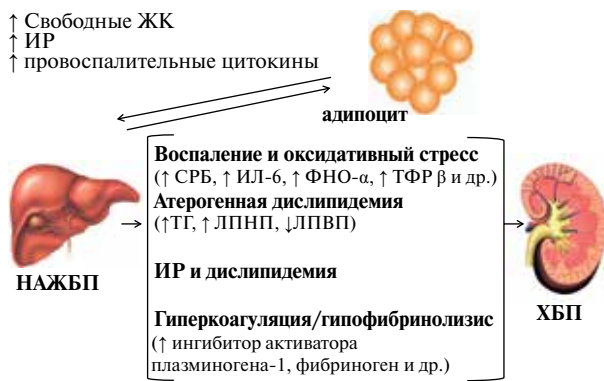 ↑ Свободные ЖК
↑ ИР
↑ провоспалительные цитокины
адипоцит
Воспаление и оксидативный стресс
(↑ СРБ, ↑ ИЛ-6, ↑ ФНО-α, ↑ ТФР β и др.)
Атерогенная дислипидемия
(↑ТГ, ↑ ЛПНП, ↓ЛПВП)
НАЖБП
ИР и дислипидемия
ХБП
Гиперкоагуляция/гипофибринолизис
(↑ ингибитор активатора
плазминогена-1, фибриноген и др.)